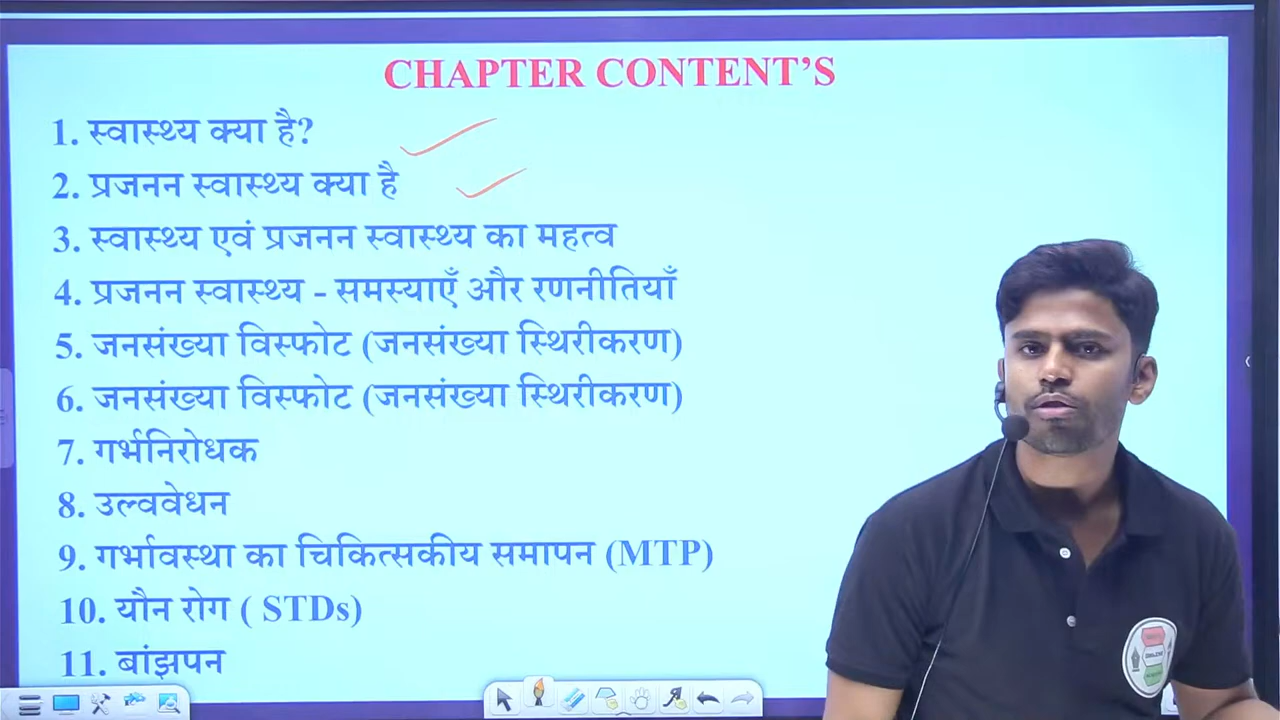 CHAPTER CONTENT’S
1. स्वास्थ्य क्या है?
2. प्रजनन स्वास्थ्य क्या है
3. स्वास्थ्य एवं प्रजनन स्वास्थ्य का महत्व
4. प्रजनन स्वास्थ्य - समस्याएँ और रणनीतियाँ
5. जनसंख्या विस्फोट (जनसंख्या स्थिरीकरण)
6. जनसंख्या विस्फोट (जनसंख्या स्थिरीकरण)
7. गर्भनिरोधक
8. उल्ववेधन
9. गर्भावस्था का चिकित्सकीय समापन (MTP)
10. यौन रोग ( STDs)
11. बांझपन